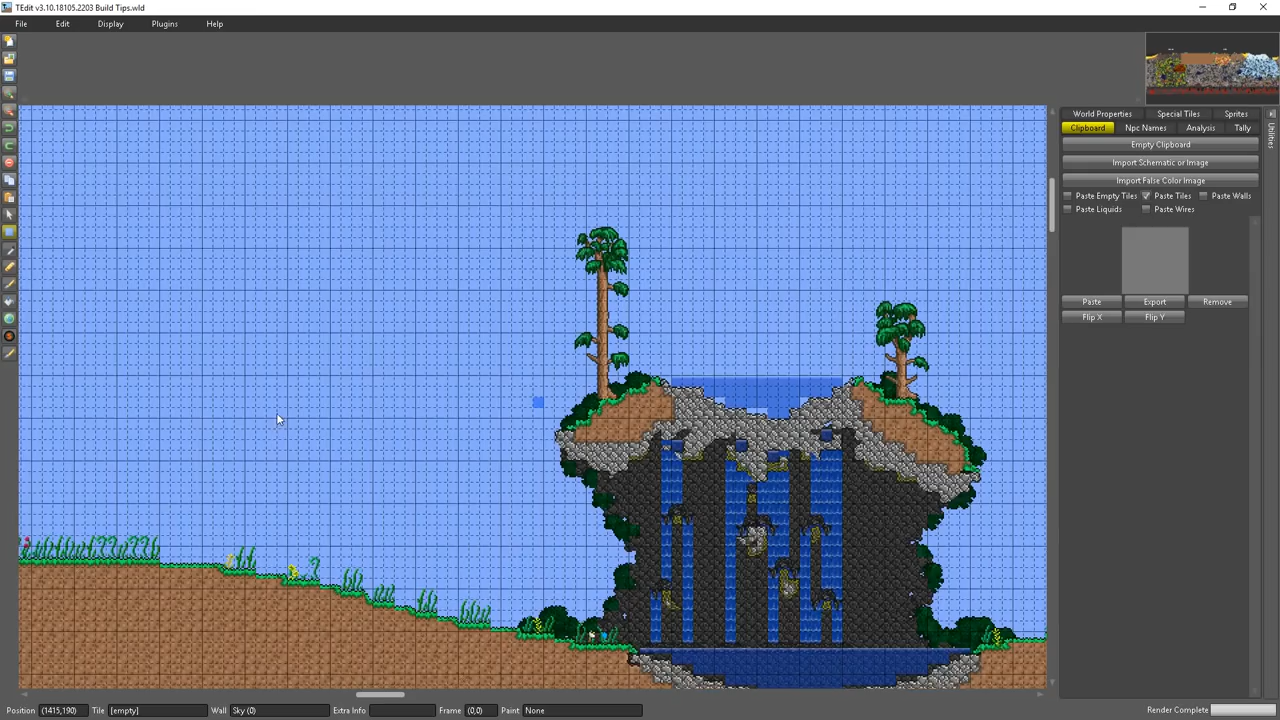 TEdit v3.10.18105.2203 Build Tips.wld
File Edit Display Plugins Help
World Properties Special Tiles Sprites
Clipboard Npc Names Analysis Tally
Utilities
Empty Clipboard
Import Schematic or Image
Import False Color Image
Paste Empty Tiles Paste Tiles Paste Walls
Paste Liquids Paste Wires
Paste Export Remove
Flip X Flip Y
Position (1415,190) Tile [empty] Wall Sky (0) Extra Info Frame (0,0) Paint None Render Complete